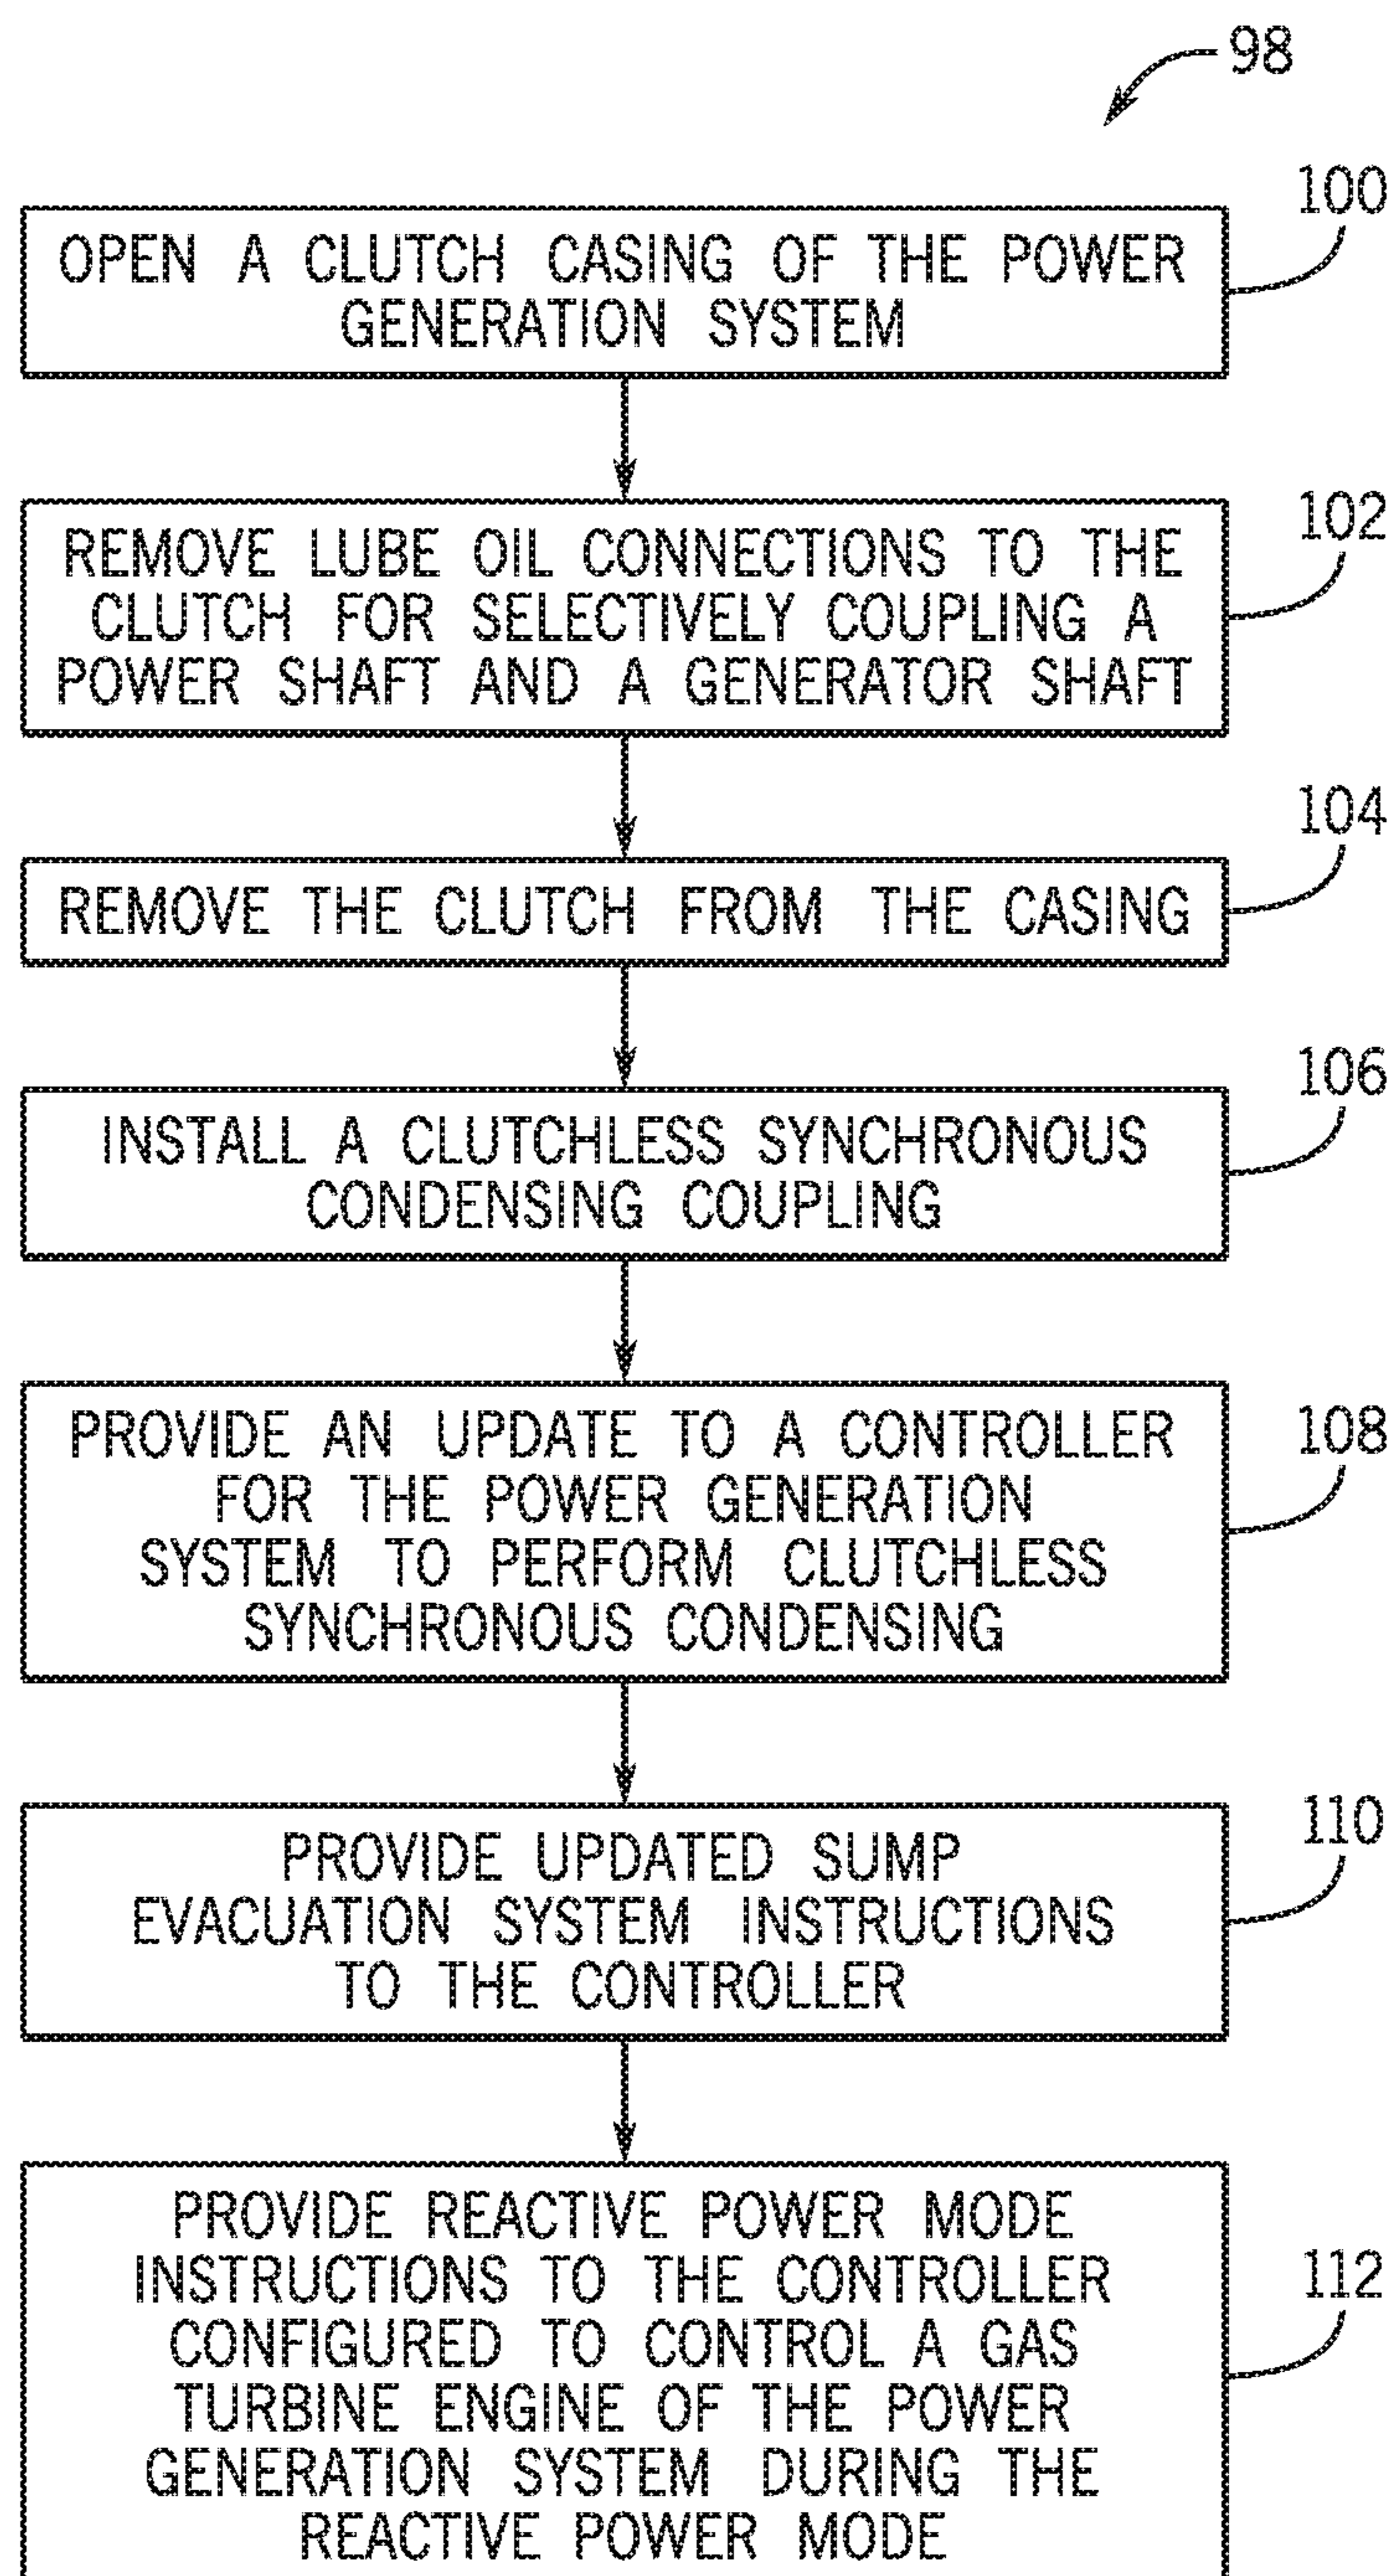 98
100
OPEN A CLUTCH CASING OF THE POWER
GENERATION SYSTEM
102
REMOVE LUBE OIL CONNECTIONS TO THE
CLUTCH FOR SELECTIVELY COUPLING A
POWER SHAFT AND A GENERATOR SHAFT
104
REMOVE THE CLUTCH FROM THE CASING
106
INSTALL A CLUTCHLESS SYNCHRONOUS
CONDENSING COUPLING
108
PROVIDE AN UPDATE TO A CONTROLLER
FOR THE POWER GENERATION
SYSTEM TO PERFORM CLUTCHLESS
SYNCHRONOUS CONDENSING
110
PROVIDE UPDATED SUMP
EVACUATION SYSTEM INSTRUCTIONS
TO THE CONTROLLER
112
PROVIDE REACTIVE POWER MODE
INSTRUCTIONS TO THE CONTROLLER
CONFIGURED TO CONTROL A GAS
TURBINE ENGINE OF THE POWER
GENERATION SYSTEM DURING THE
REACTIVE POWER MODE